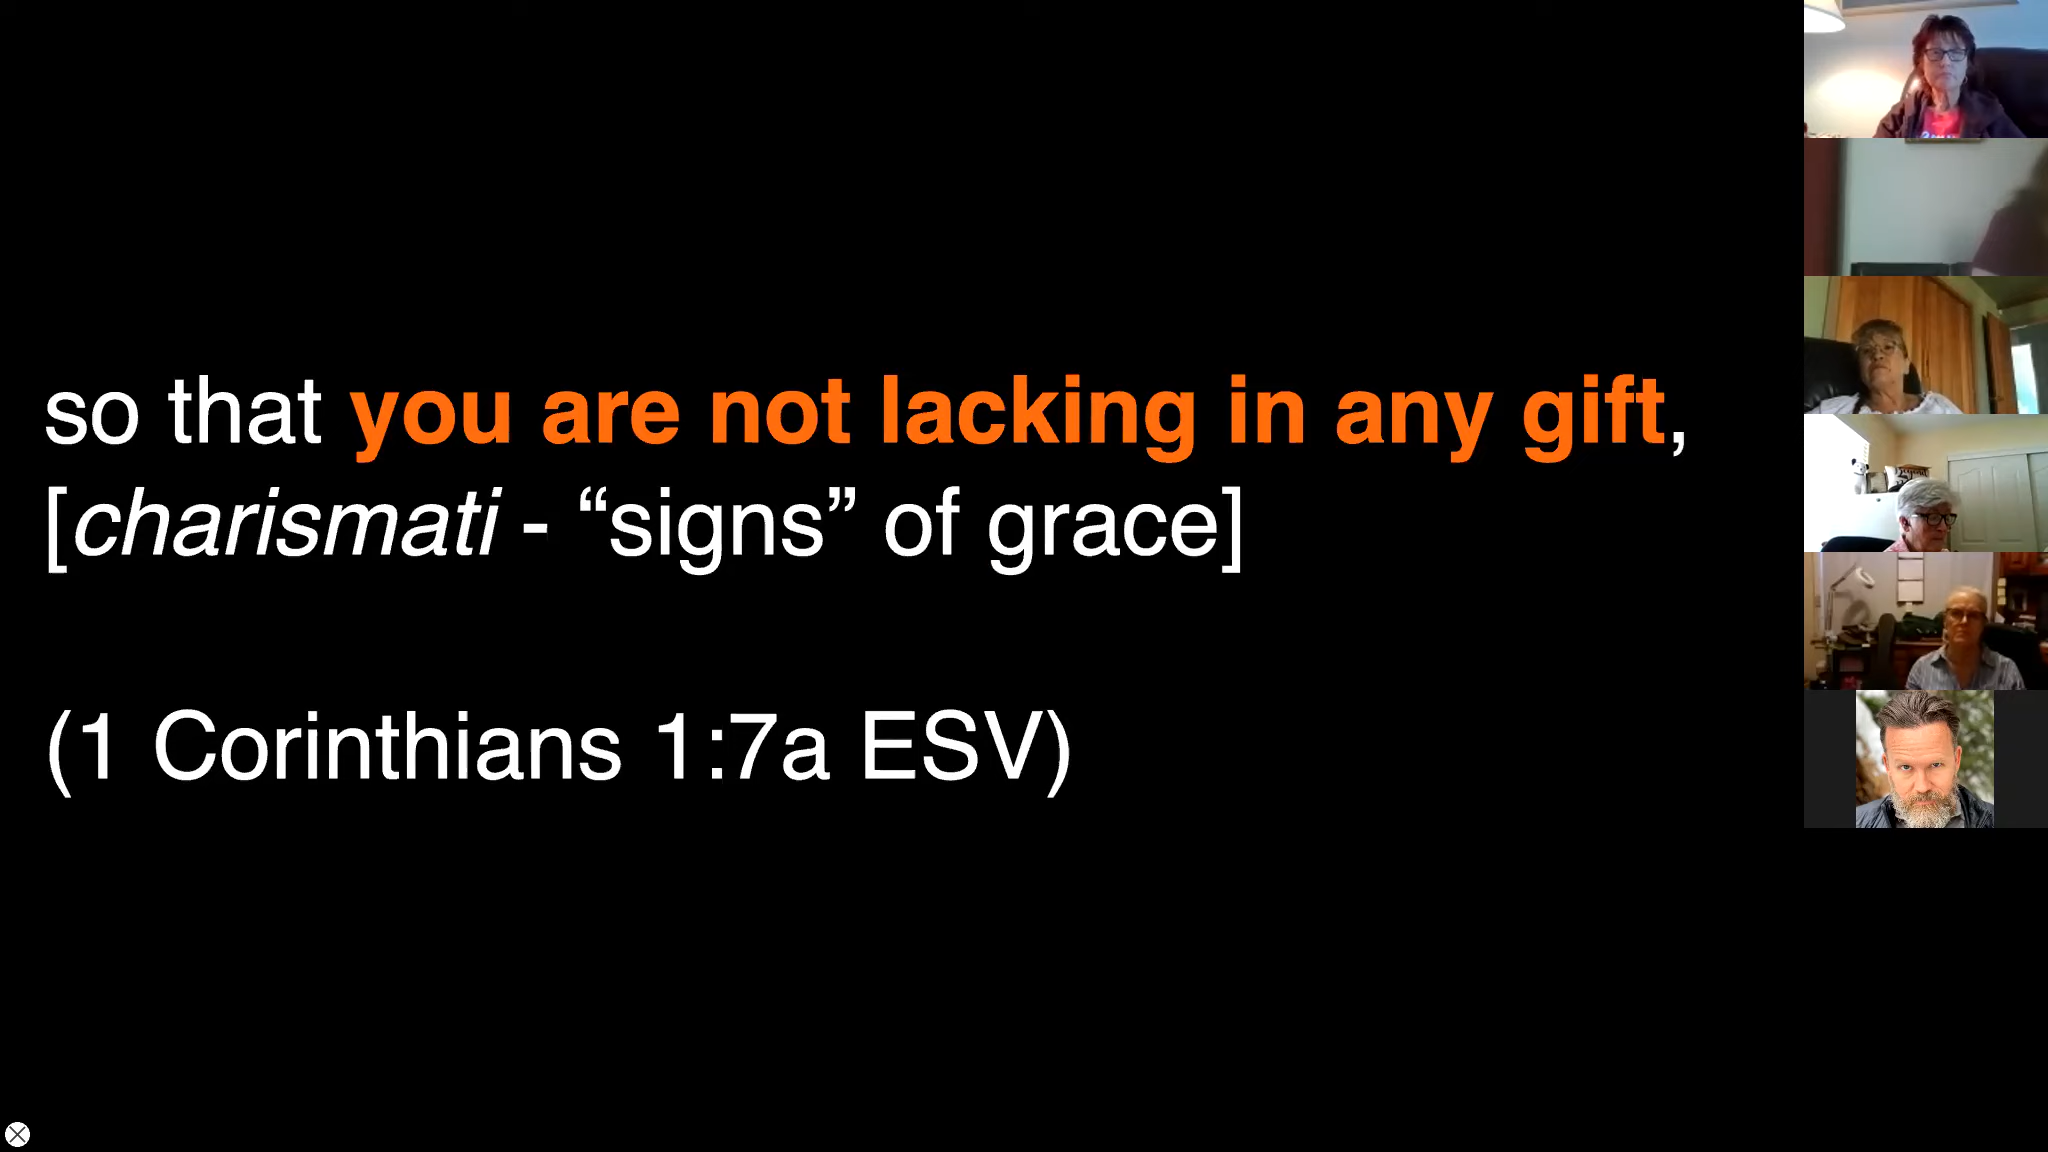 so that you are not lacking in any gift,
[charismati - “signs” of grace]
(1 Corinthians 1:7a ESV)